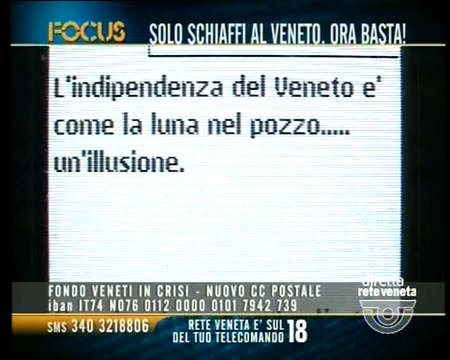 FOCUS
SOLO SCHIAFFI AL VENETO. ORA BASTA!
L'indipendenza del Veneto e'
come la luna nel pozzo.....
un'illusione.
diretta
reteveneta
FONDO VENETI IN CRISI - NUOVO CC POSTALE
iban IT74 N076 0112 0000 0101 7942 739
SMS 340 3218806
RETE VENETA E' SUL
DEL TUO TELECOMANDO 18